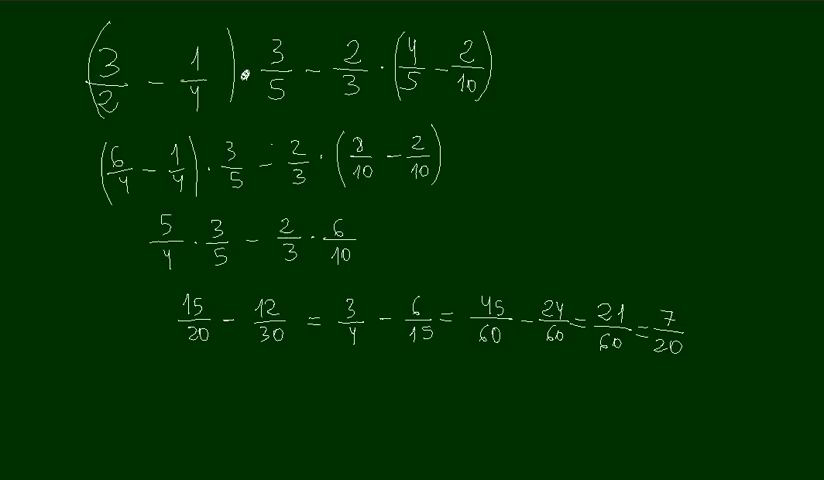 (3/2 - 1/4) · 3/5 - 2/3 · (4/5 - 2/10)
(6/4 - 1/4) · 3/5 - 2/3 · (8/10 - 2/10)
5/4 · 3/5 - 2/3 · 6/10
15/20 - 12/30 = 3/4 - 6/15 = 45/60 - 24/60 = 21/60 = 7/20